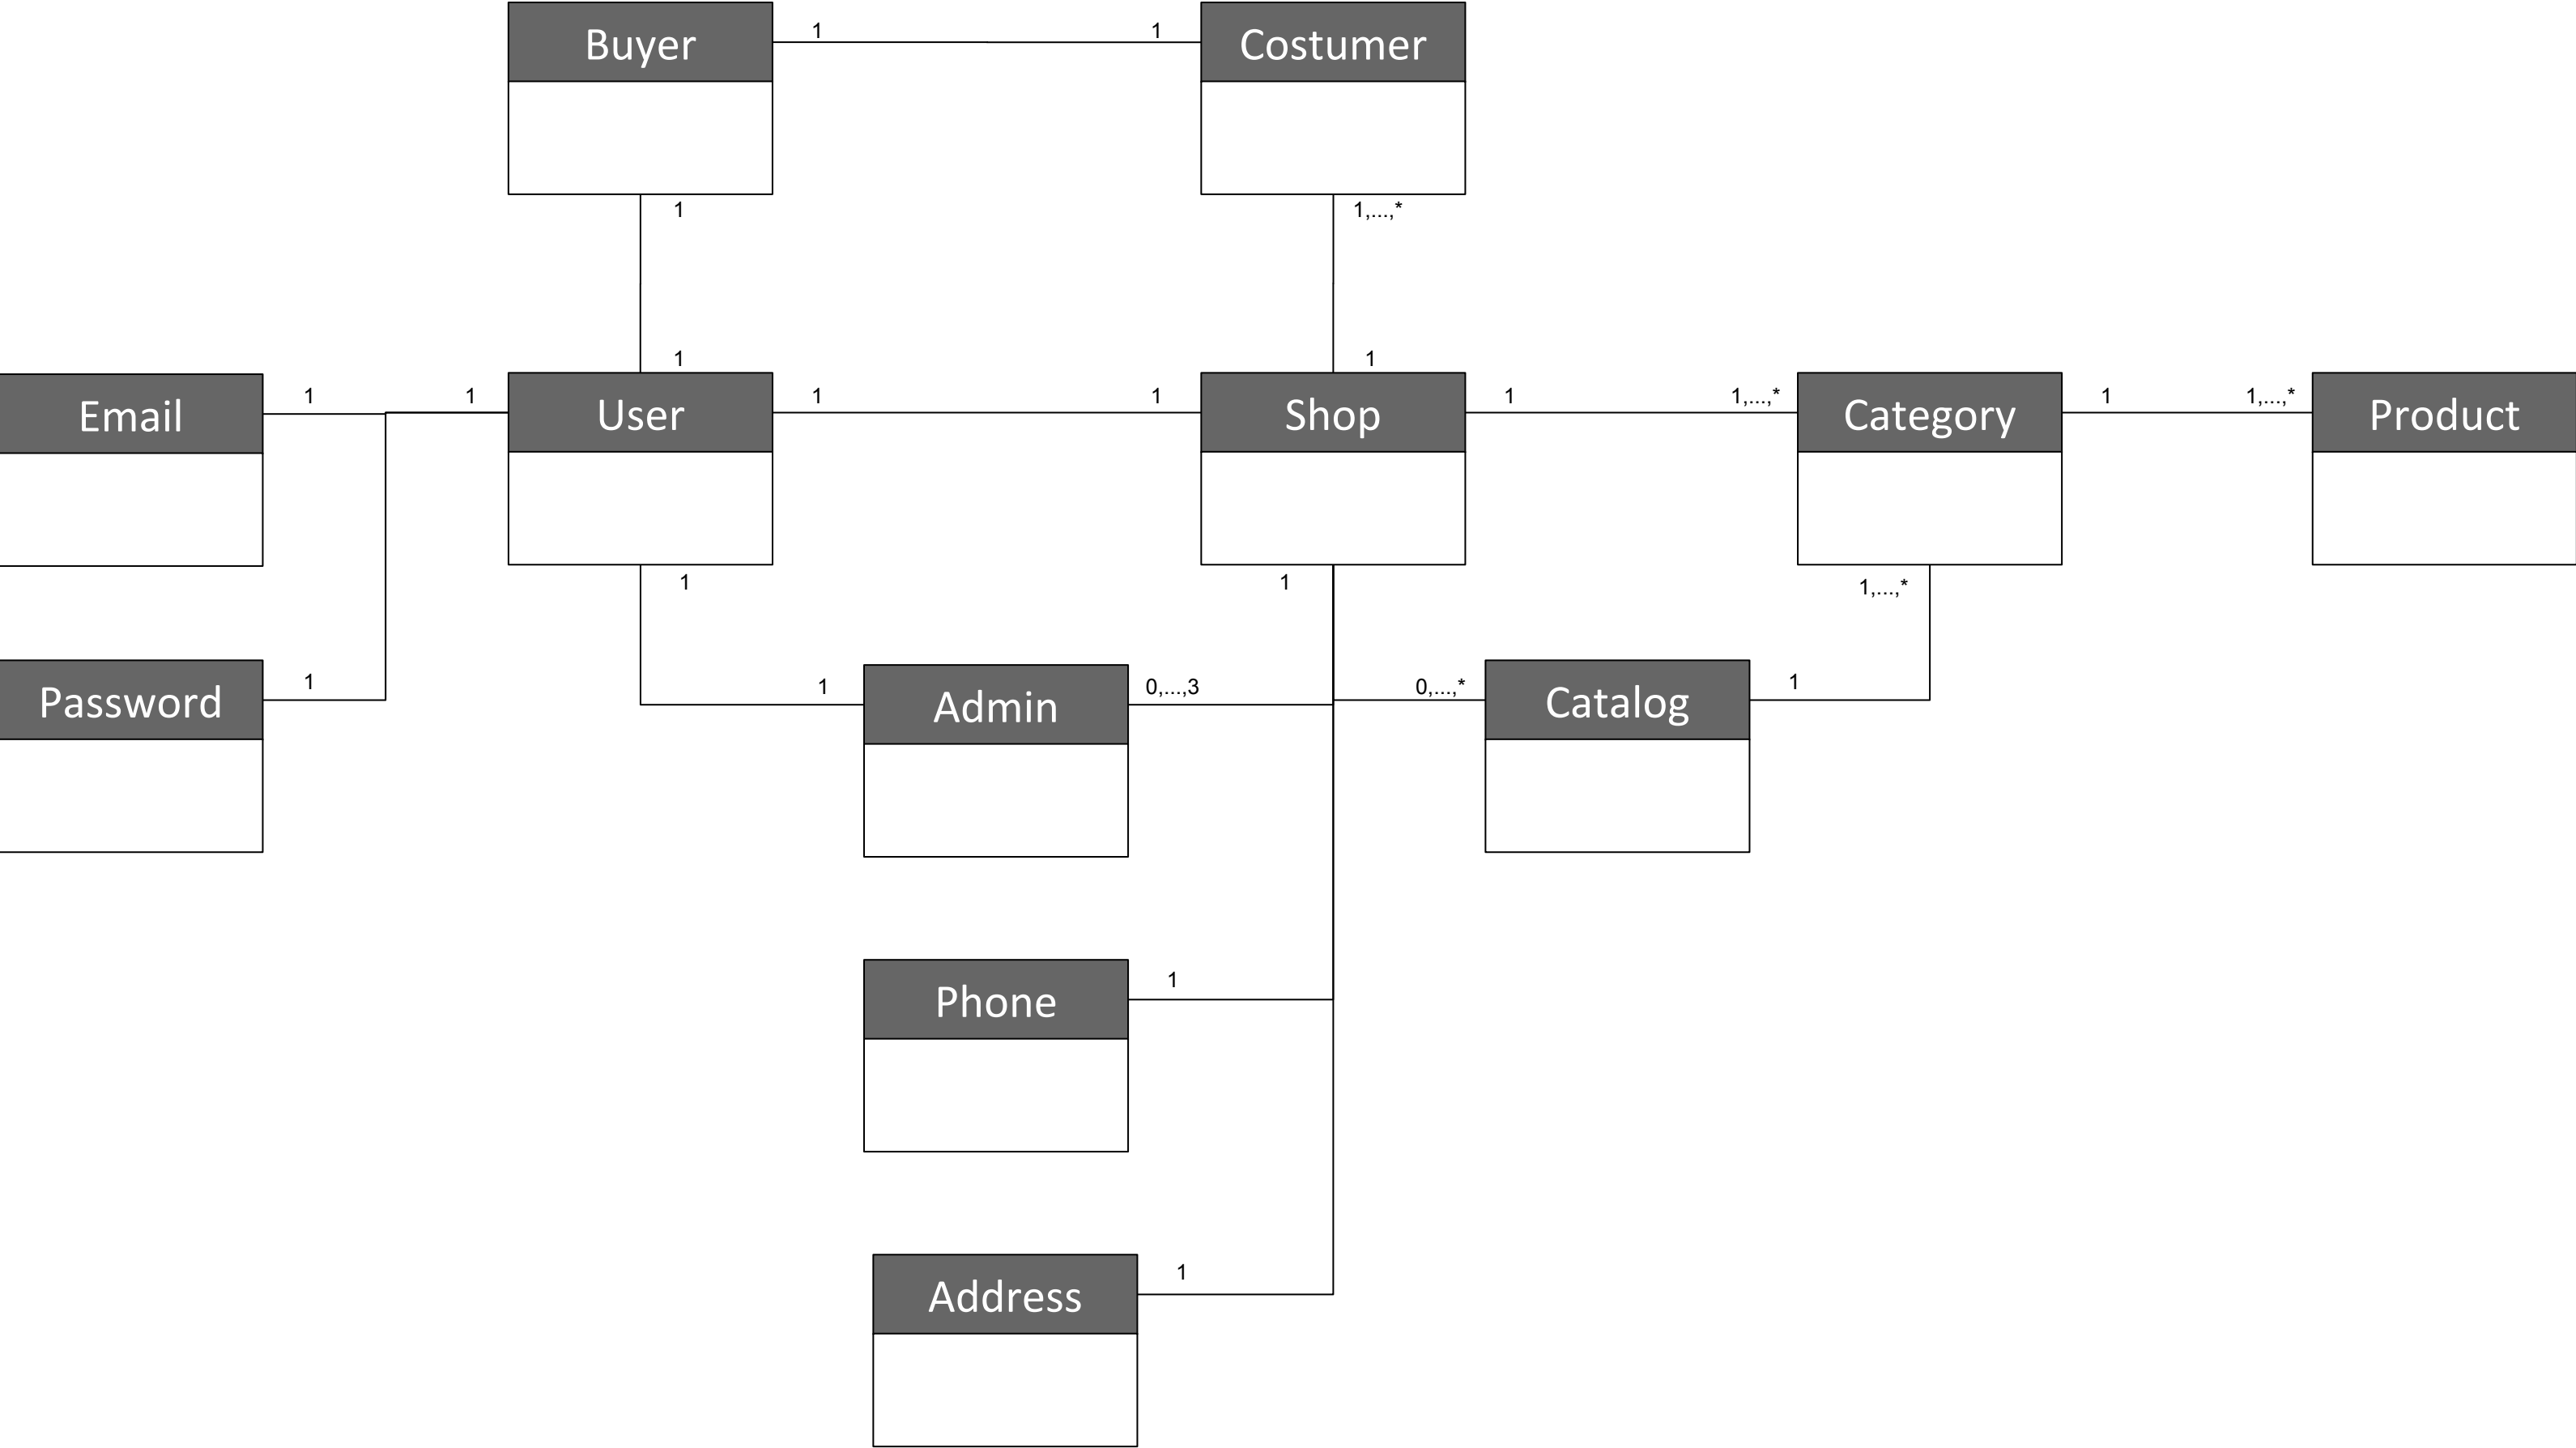 Buyer
1
1
Costumer
1
1,...,*
1
1
Email
1
1
User
1
1
Shop
1
1,...,*
Category
1
1,...,*
Product
1
1
1,...,*
Password
1
1
Admin
0,...,3
0,...,*
Catalog
1
Phone
1
Address
1